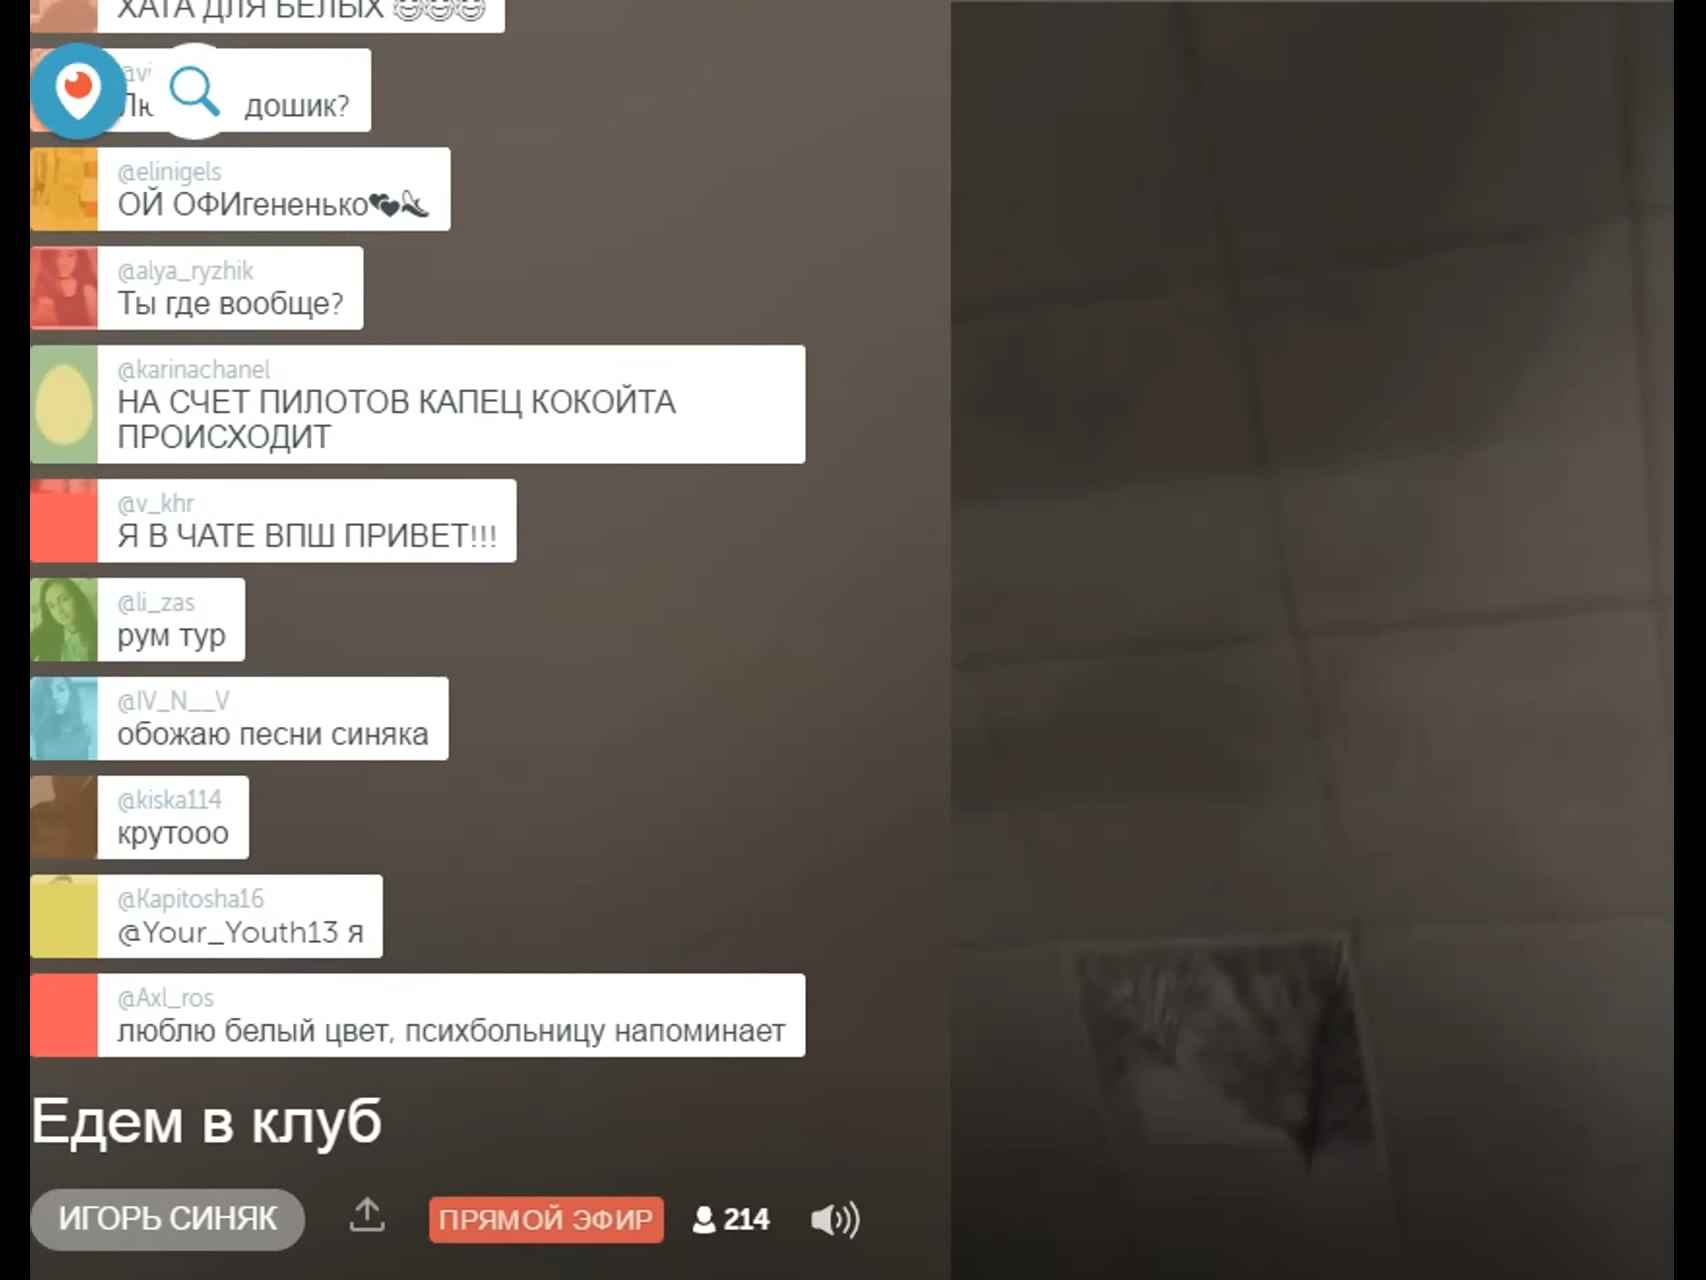 ХАТА ДЛЯ БЕЛЫХ
дошик?
@elinigels
ОЙ ОФИгененько
@alya_ryzhik
Ты где вообще?
@karinachanel
НА СЧЕТ ПИЛОТОВ КАПЕЦ КОКОЙТА
ПРОИСХОДИТ
@v_khr
Я В ЧАТЕ ВПШ ПРИВЕТ!!!
@li_zas
рум тур
@IV_N__V
обожаю песни синяка
@kiska114
крутооо
@Kapitosha16
@Your_Youth13 я
@Axl_ros
люблю белый цвет, психбольницу напоминает
Едем в клуб
ИГОРЬ СИНЯК
ПРЯМОЙ ЭФИР
214